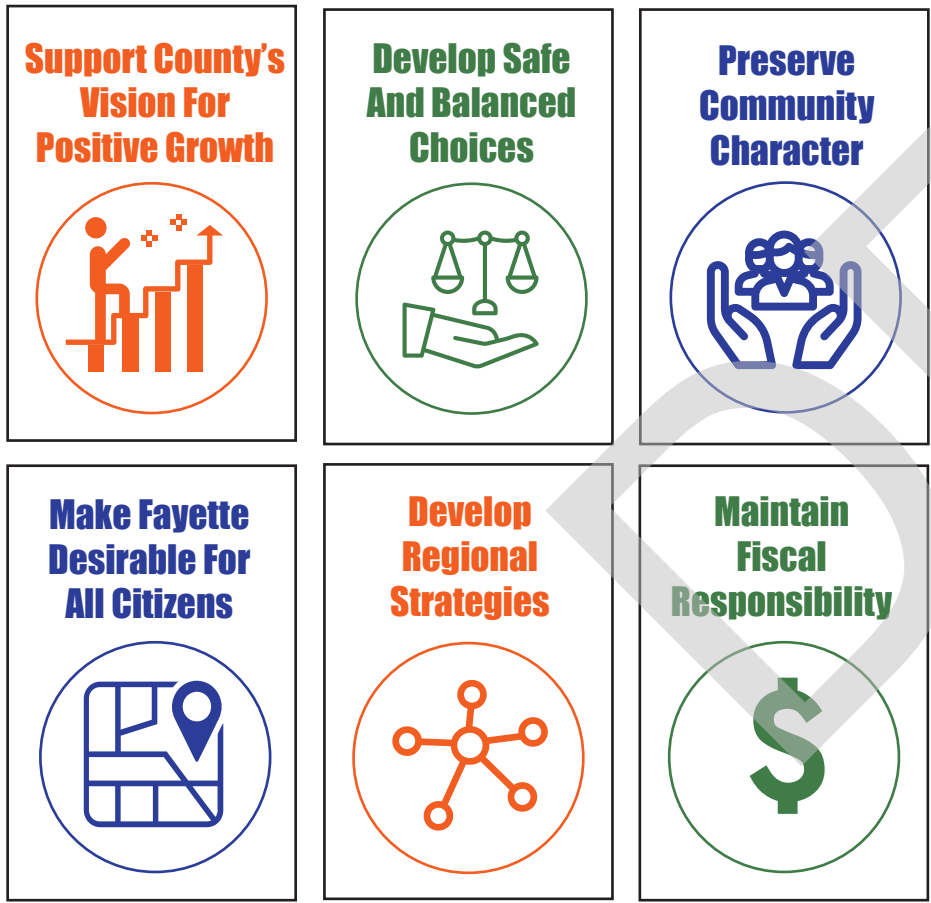 Support County’s
Vision For
Positive Growth
Develop Safe
And Balanced
Choices
Preserve
Community
Character
Make Fayette
Desirable For
All Citizens
Develop
Regional
Strategies
Maintain
Fiscal
Responsibility
$